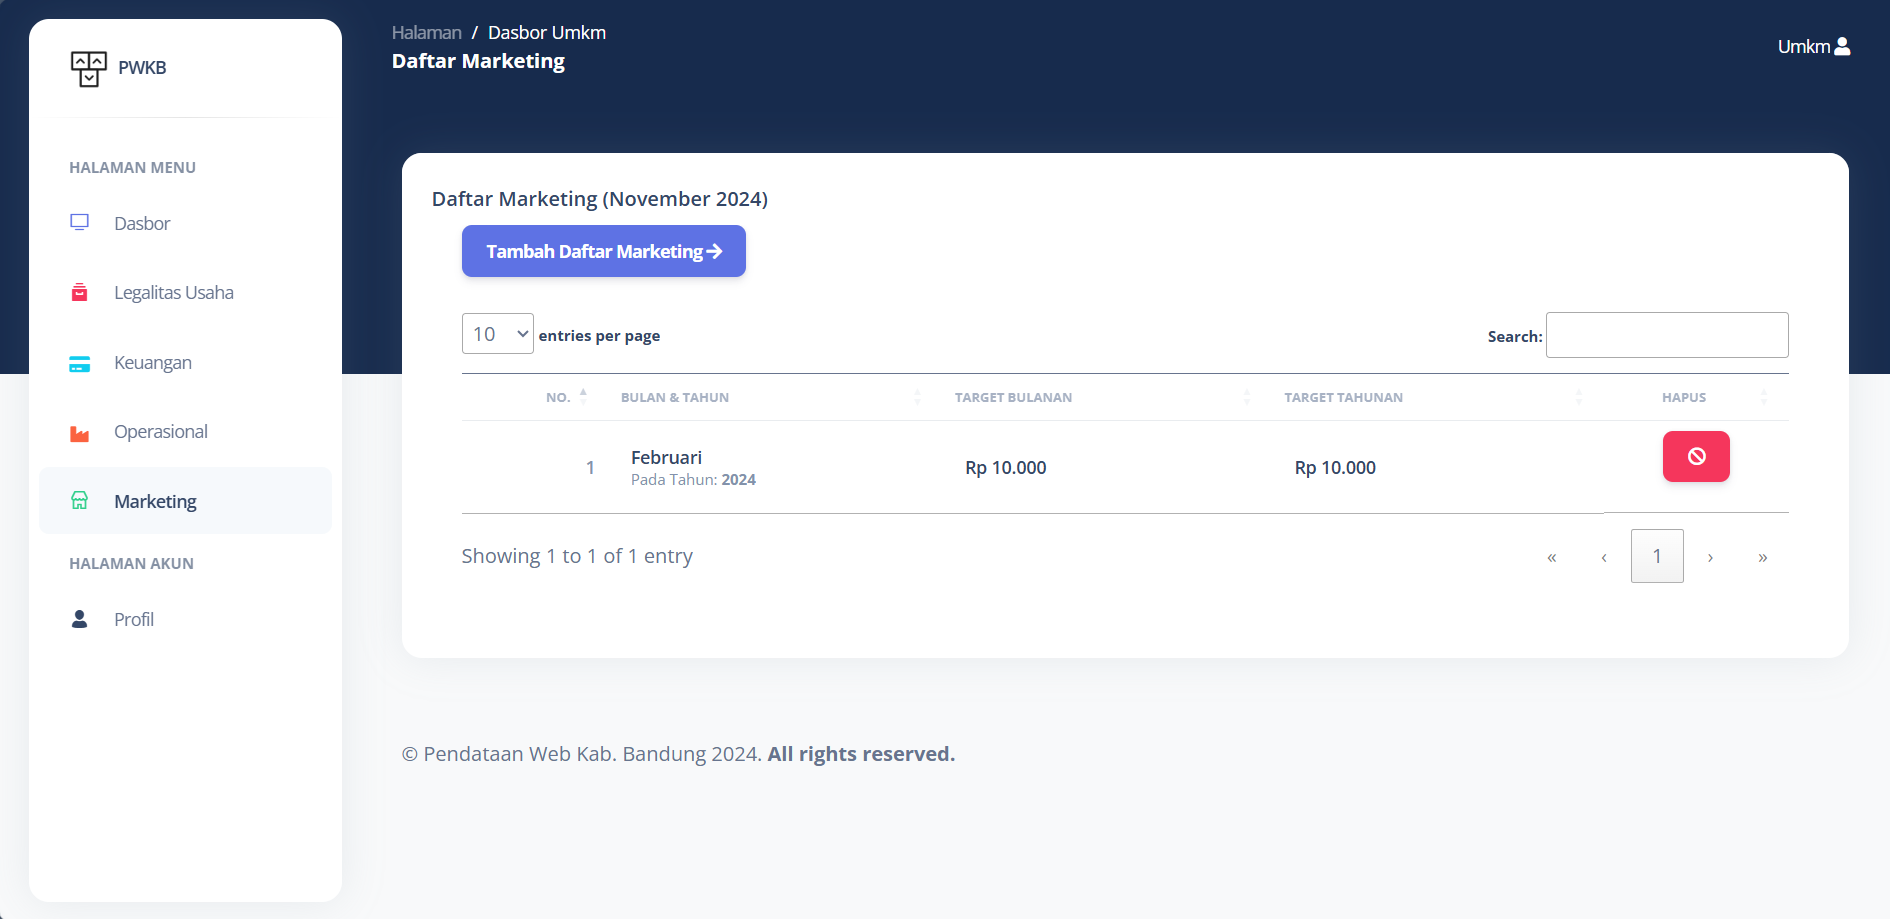 PWKB
HALAMAN MENU
Dasbor
Legalitas Usaha
Keuangan
Operasional
Marketing
HALAMAN AKUN
Profil
Halaman / Dasbor Umkm
Daftar Marketing
Umkm
Daftar Marketing (November 2024)
Tambah Daftar Marketing
10 entries per page
Search:
NO. BULAN & TAHUN TARGET BULANAN TARGET TAHUNAN HAPUS
1 Februari Rp 10.000 Rp 10.000
Pada Tahun: 2024
Showing 1 to 1 of 1 entry
« ‹ 1 › »
© Pendataan Web Kab. Bandung 2024. All rights reserved.